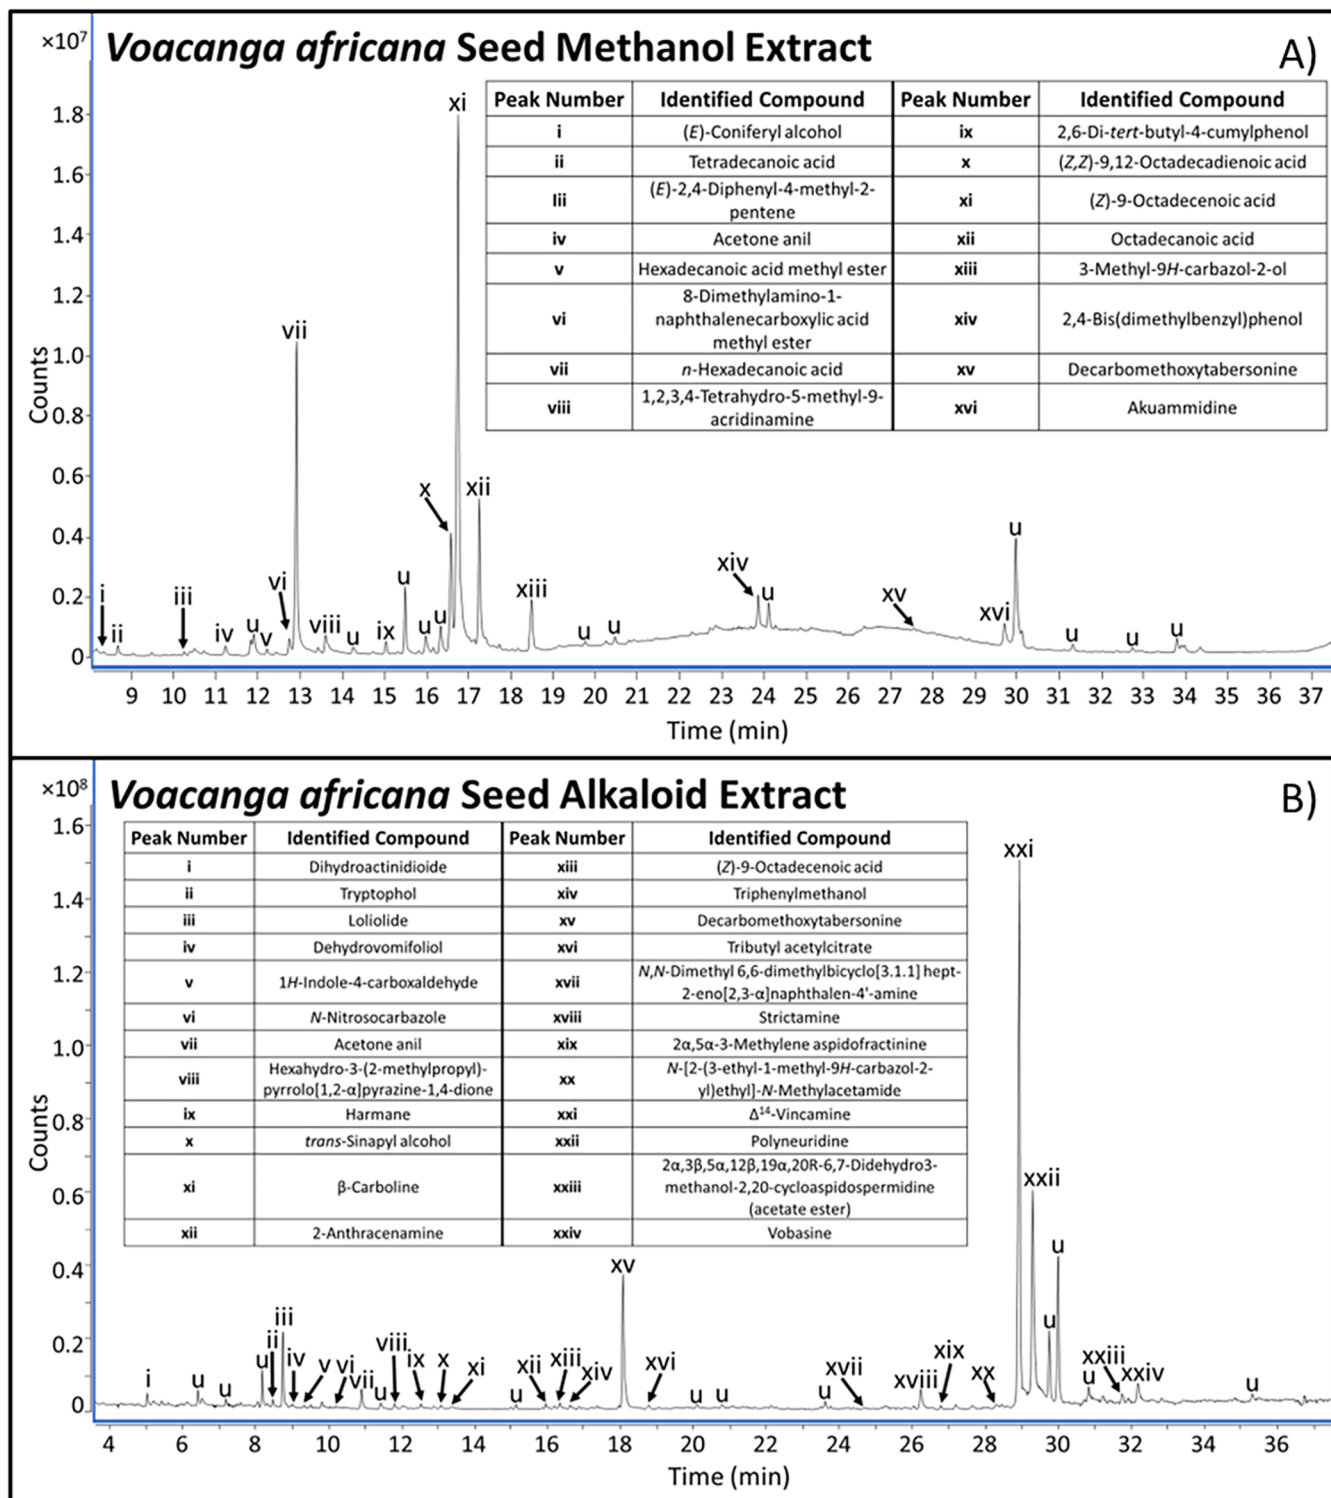 Voacanga africana Seed Methanol Extract
A)
×10⁷
Peak Number Identified Compound Peak Number Identified Compound
i (E)-Coniferyl alcohol ix 2,6-Di-tert-butyl-4-cumylphenol
ii Tetradecanoic acid x (Z,Z)-9,12-Octadecadienoic acid
Iii (E)-2,4-Diphenyl-4-methyl-2-
pentene xi (Z)-9-Octadecenoic acid
iv Acetone anil xii Octadecanoic acid
v Hexadecanoic acid methyl ester xiii 3-Methyl-9H-carbazol-2-ol
vi 8-Dimethylamino-1-
naphthalenecarboxylic acid
methyl ester xiv 2,4-Bis(dimethylbenzyl)phenol
vii n-Hexadecanoic acid xv Decarbomethoxytabersonine
viii 1,2,3,4-Tetrahydro-5-methyl-9-
acridinamine xvi Akuammidine
Counts
1.8
1.6
1.4
1.2
1.0
0.8
0.6
0.4
0.2
0
i ii iii iv u v vi vii viii u ix u u u x xi xii xiii u u xiv u xv xvi u u u u
9 10 11 12 13 14 15 16 17 18 19 20 21 22 23 24 25 26 27 28 29 30 31 32 33 34 35 36 37
Time (min)
Voacanga africana Seed Alkaloid Extract
B)
×10⁸
Peak Number Identified Compound Peak Number Identified Compound
i Dihydroactinidioide xiii (Z)-9-Octadecenoic acid
ii Tryptophol xiv Triphenylmethanol
iii Loliolide xv Decarbomethoxytabersonine
iv Dehydrovomifoliol xvi Tributyl acetylcitrate
v 1H-Indole-4-carboxaldehyde xvii N,N-Dimethyl 6,6-dimethylbicyclo[3.1.1] hept-
2-eno[2,3-α]naphthalen-4'-amine
vi N-Nitrosocarbazole xviii Strictamine
vii Acetone anil xix 2α,5α-3-Methylene aspidofractinine
viii Hexahydro-3-(2-methylpropyl)-
pyrrolo[1,2-α]pyrazine-1,4-dione xx N-[2-(3-ethyl-1-methyl-9H-carbazol-2-
yl)ethyl]-N-Methylacetamide
ix Harmane xxi Δ¹⁴-Vincamine
x trans-Sinapyl alcohol xxii Polyneuridine
xi β-Carboline xxiii 2α,3β,5α,12β,19α,20R-6,7-Didehydro3-
methanol-2,20-cycloaspidospermidine
(acetate ester)
xii 2-Anthracenamine xxiv Vobasine
Counts
1.6
1.4
1.2
1.0
0.8
0.6
0.4
0.2
0
i u u u ii iii iv v vi vii u viii ix x xi u xii xiii xiv xv xvi u u u xvii xviii xix xx xxi xxii u u u xxiii xxiv u
4 6 8 10 12 14 16 18 20 22 24 26 28 30 32 34 36
Time (min)